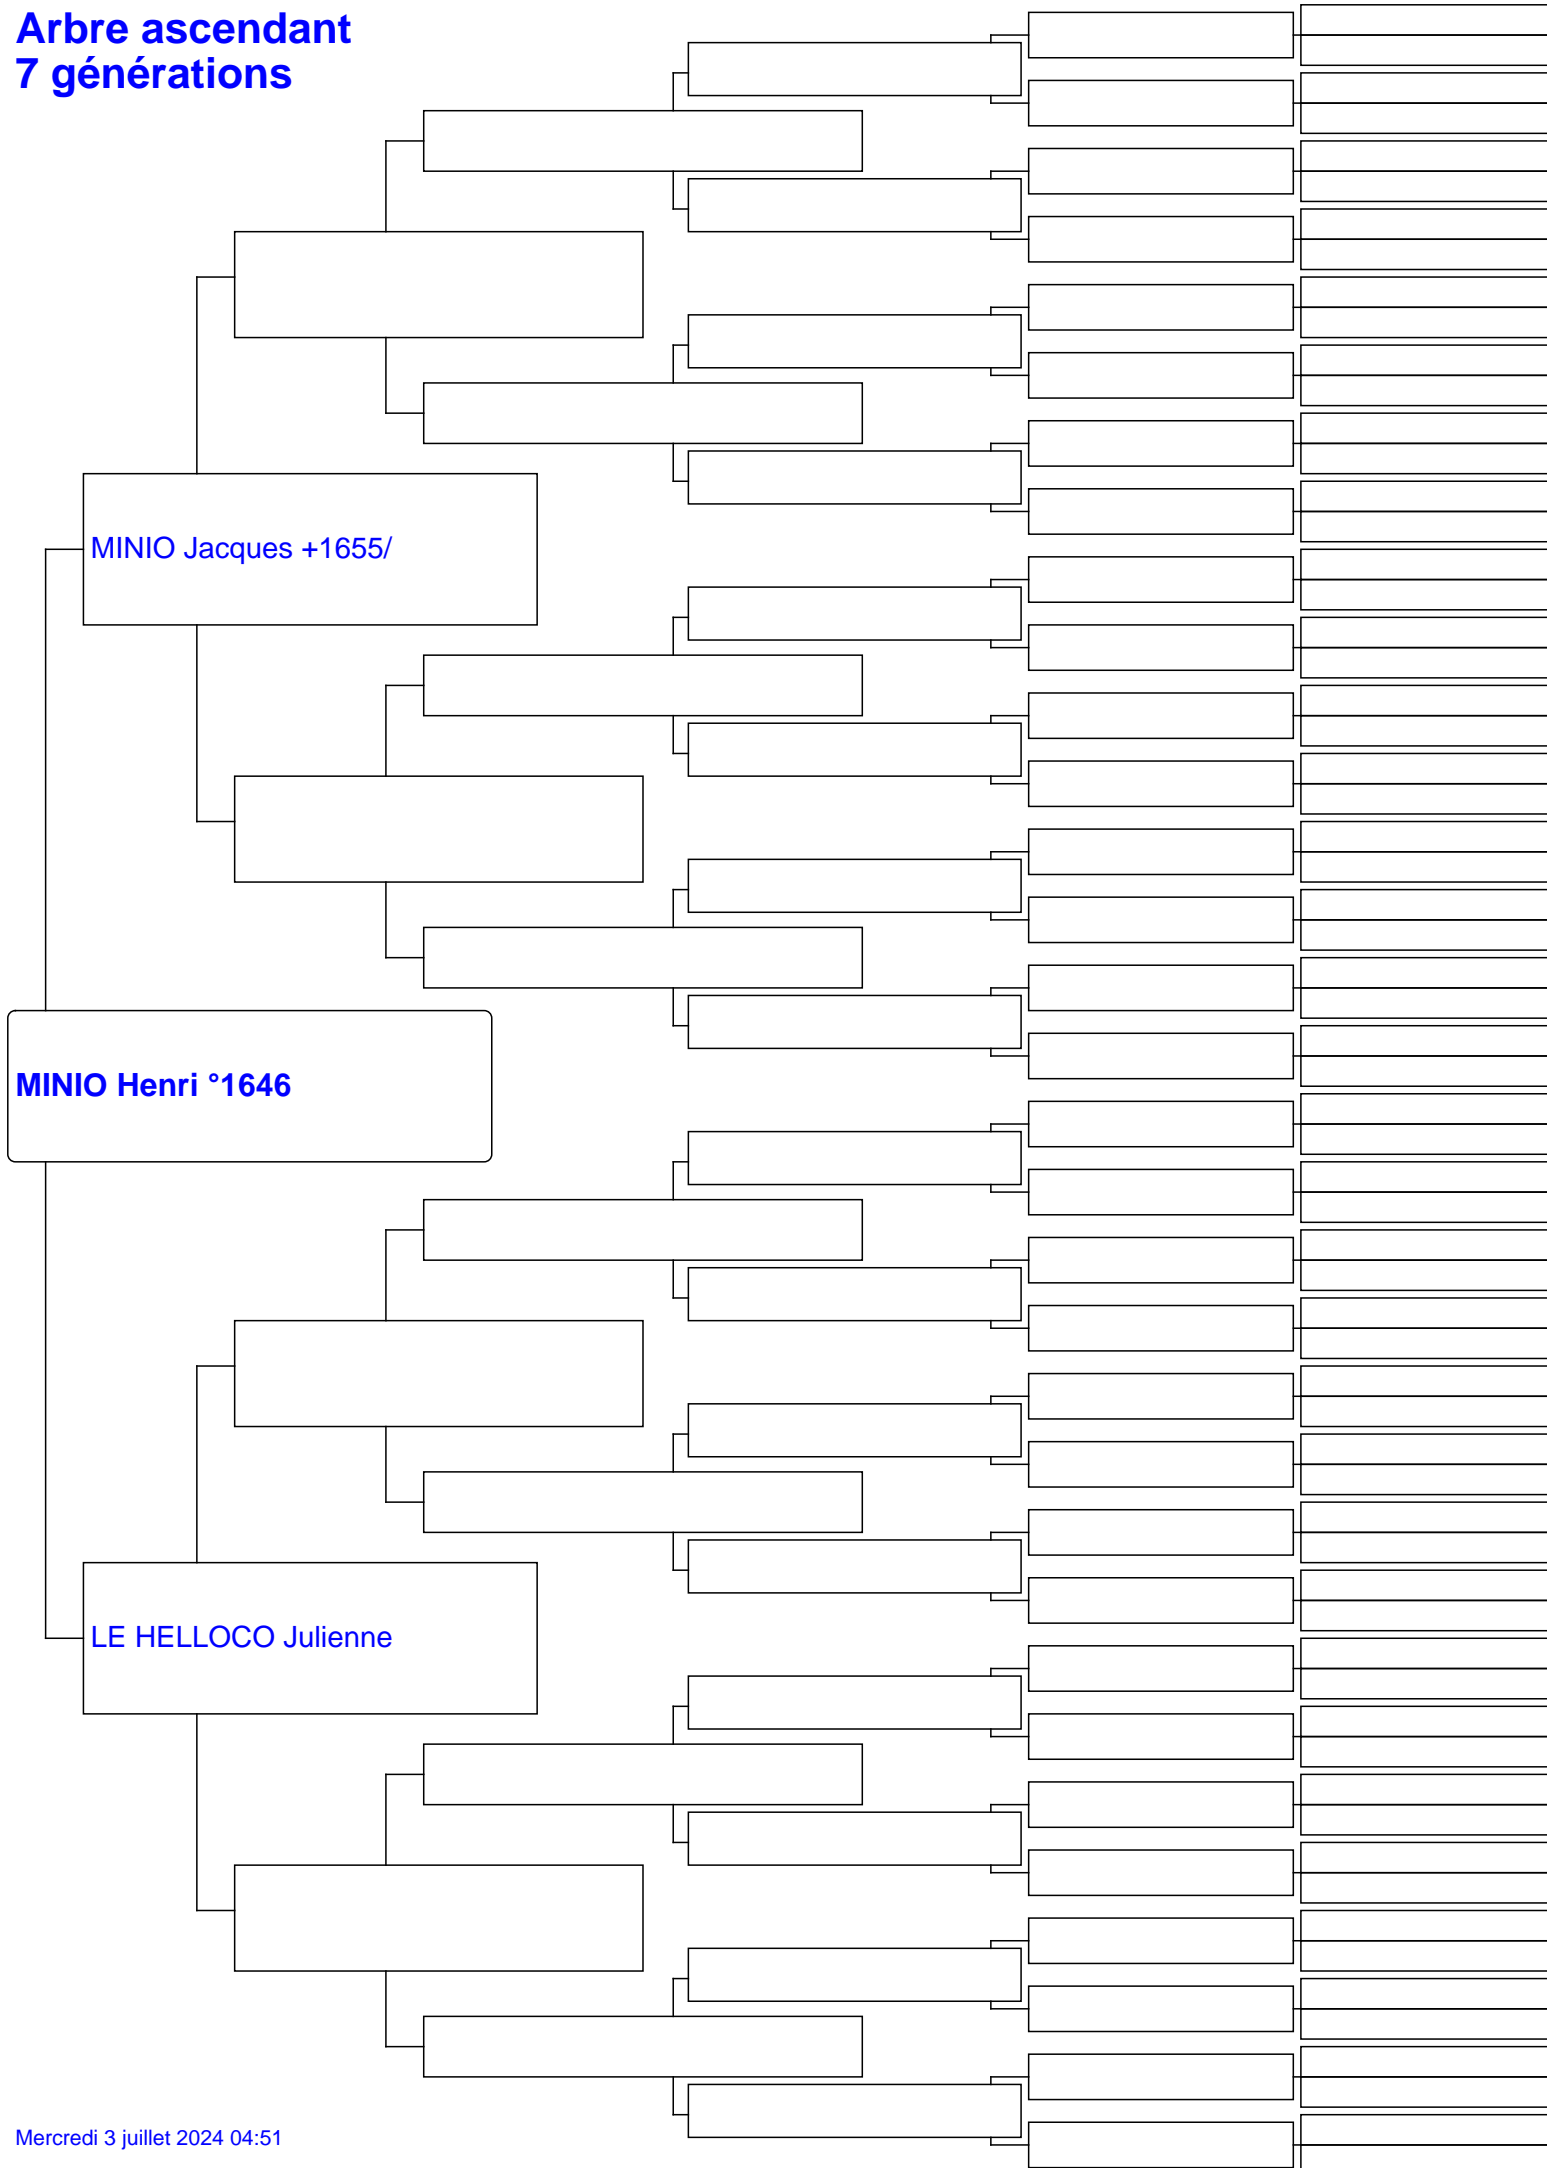 Arbre ascendant
7 générations
MINIO Jacques +1655/
MINIO Henri °1646
LE HELLOCO Julienne
Mercredi 3 juillet 2024 04:51